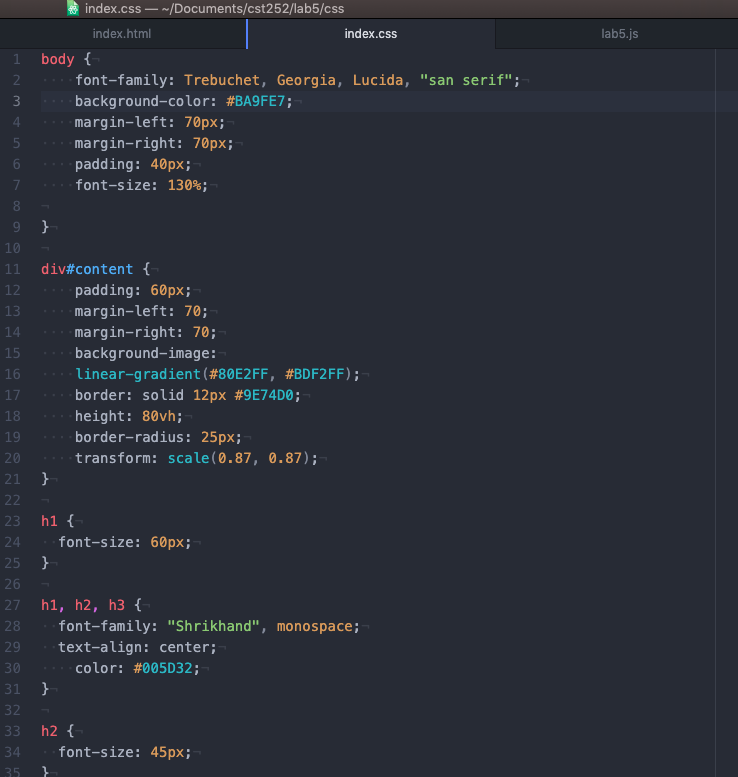 index.css — ~/Documents/cst252/lab5/css
index.html index.css lab5.js
1 body {¬
2 ····font-family: Trebuchet, Georgia, Lucida, "san serif";¬
3 ····background-color: #BA9FE7;¬
4 ····margin-left: 70px;¬
5 ····margin-right: 70px;¬
6 ····padding: 40px;¬
7 ····font-size: 130%;¬
8 ¬
9 }¬
10 ¬
11 div#content {¬
12 ····padding: 60px;¬
13 ····margin-left: 70;¬
14 ····margin-right: 70;¬
15 ····background-image:¬
16 ····linear-gradient(#80E2FF, #BDF2FF);¬
17 ····border: solid 12px #9E74D0;¬
18 ····height: 80vh;¬
19 ····border-radius: 25px;¬
20 ····transform: scale(0.87, 0.87);¬
21 }¬
22 ¬
23 h1 {¬
24 ··font-size: 60px;¬
25 }¬
26 ¬
27 h1, h2, h3 {¬
28 ··font-family: "Shrikhand", monospace;¬
29 ··text-align: center;¬
30 ····color: #005D32;¬
31 }¬
32 ¬
33 h2 {¬
34 ··font-size: 45px;¬
35 }¬